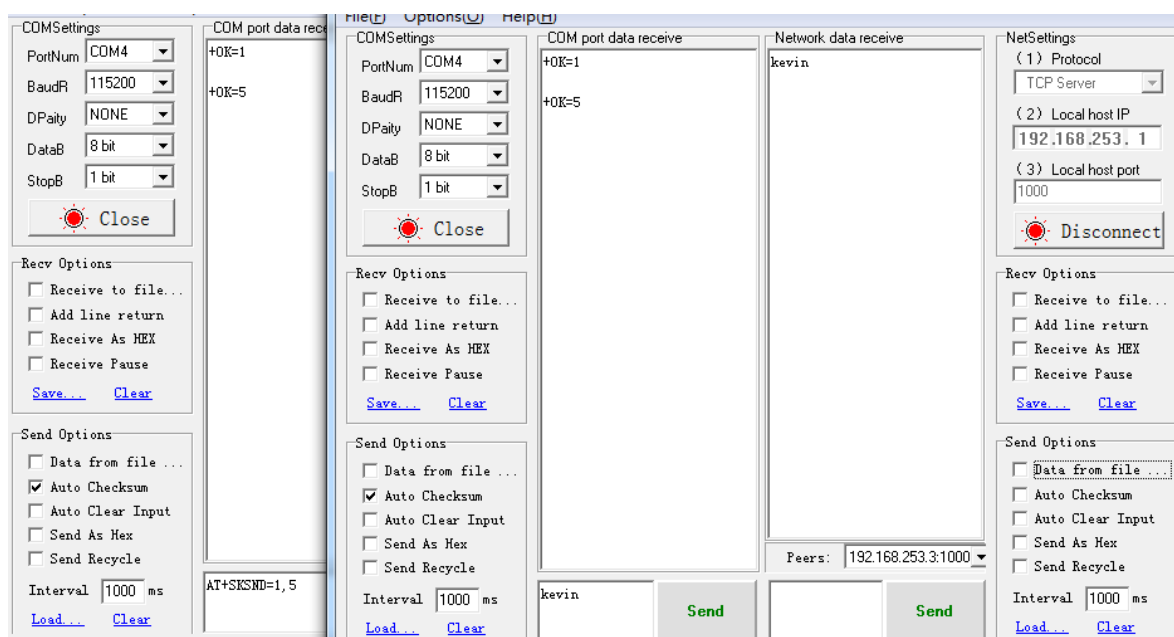 COMSettings
PortNum COM4
BaudR 115200
DPaity NONE
DataB 8 bit
StopB 1 bit
Close
Recv Options
Receive to file...
Add line return
Receive As HEX
Receive Pause
Save... Clear
Send Options
Data from file ...
Auto Checksum
Auto Clear Input
Send As Hex
Send Recycle
Interval 1000 ms
Load... Clear
COM port data rece
+OK=1
+OK=5
AT+SKSND=1,5
File(F) Options(O) Help(H)
COMSettings
PortNum COM4
BaudR 115200
DPaity NONE
DataB 8 bit
StopB 1 bit
Close
Recv Options
Receive to file...
Add line return
Receive As HEX
Receive Pause
Save... Clear
Send Options
Data from file ...
Auto Checksum
Auto Clear Input
Send As Hex
Send Recycle
Interval 1000 ms
Load... Clear
COM port data receive
+OK=1
+OK=5
kevin
Send
Network data receive
kevin
Peers: 192.168.253.3:1000
Send
NetSettings
(1) Protocol
TCP Server
(2) Local host IP
192.168.253. 1
(3) Local host port
1000
Disconnect
Recv Options
Receive to file...
Add line return
Receive As HEX
Receive Pause
Save... Clear
Send Options
Data from file ...
Auto Checksum
Auto Clear Input
Send As Hex
Send Recycle
Interval 1000 ms
Load... Clear